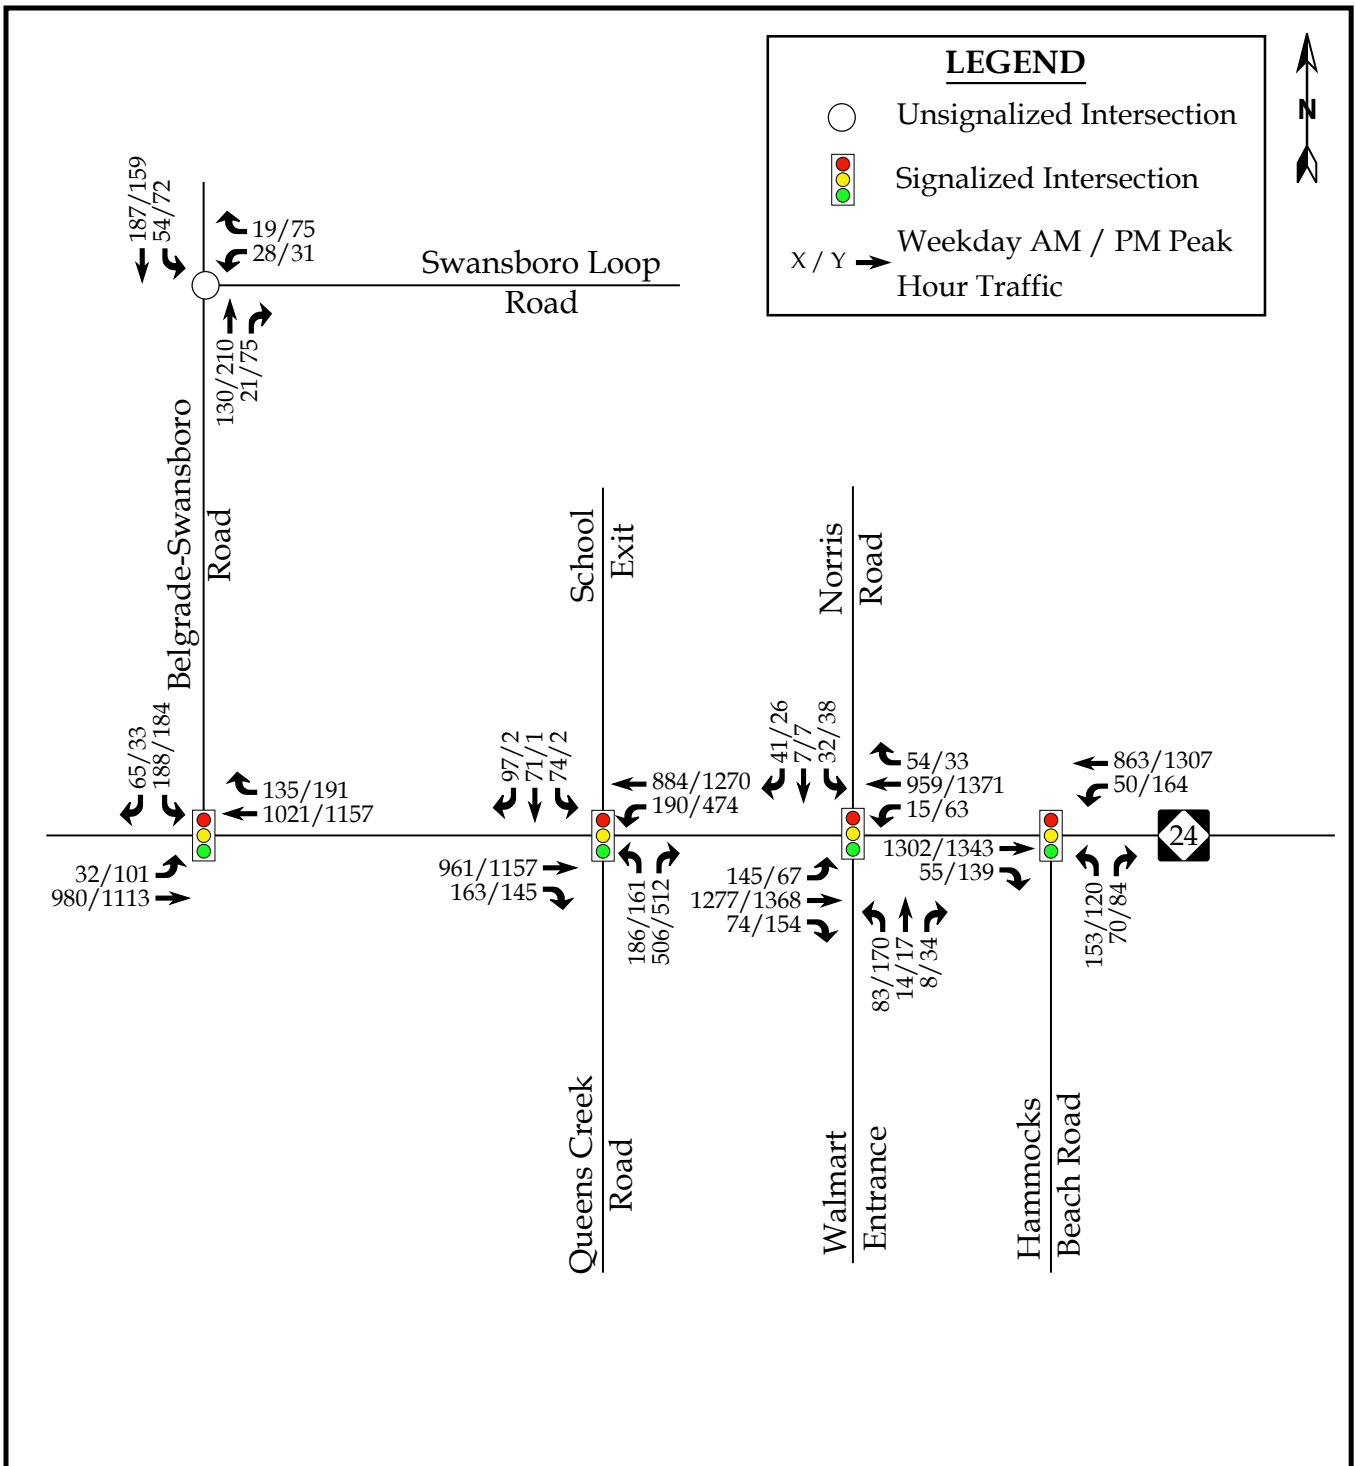 LEGEND
Unsignalized Intersection
Signalized Intersection
X / Y
Weekday AM / PM Peak
Hour Traffic
N
187/159
54/72
19/75
28/31
Swansboro Loop
Road
130/210
21/75
Belgrade-Swansboro
Road
School
Exit
Norris
Road
65/33
188/184
135/191
1021/1157
32/101
980/1113
97/2
71/1
74/2
884/1270
190/474
961/1157
163/145
186/161
506/512
41/26
7/7
32/38
54/33
959/1371
15/63
145/67
1277/1368
74/154
83/170
14/17
8/34
863/1307
50/164
1302/1343
55/139
153/120
70/84
24
Queens Creek
Road
Walmart
Entrance
Hammocks
Beach Road